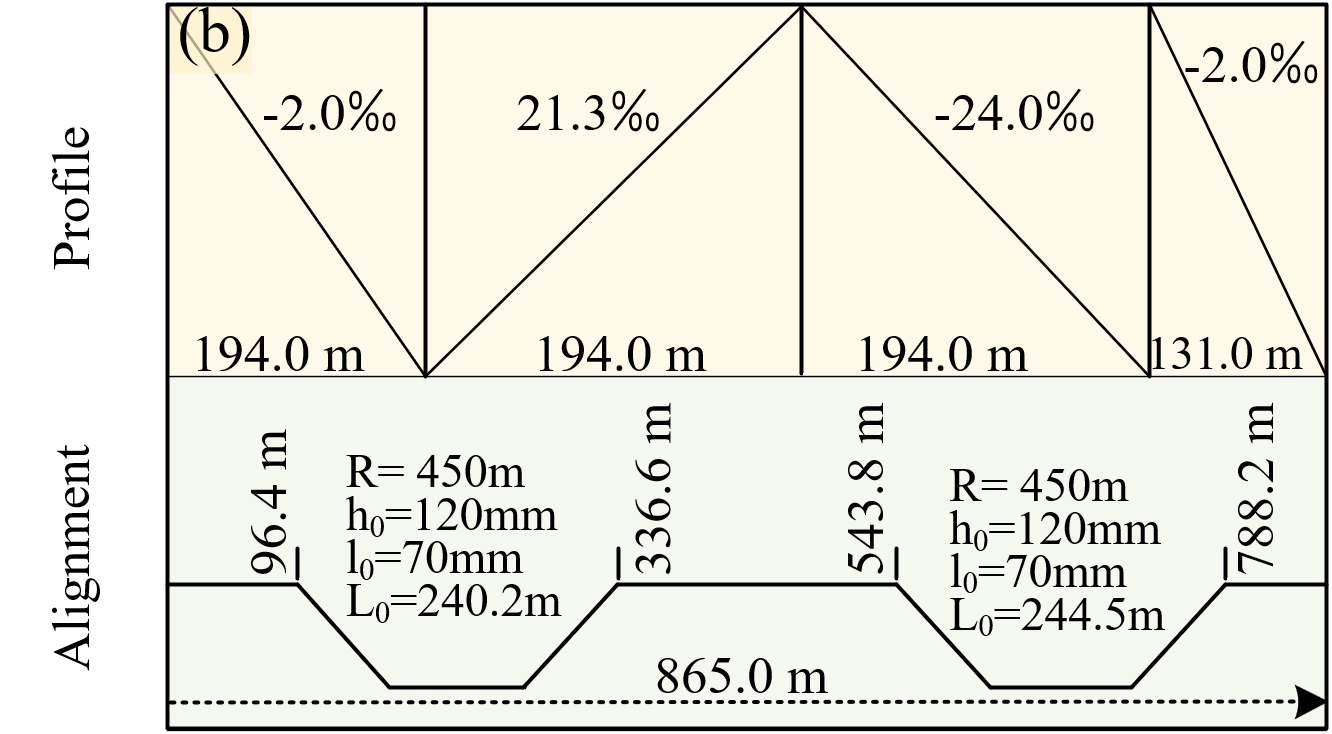 (b)
Profile
-2.0‰
21.3‰
-24.0‰
-2.0‰
194.0 m
194.0 m
194.0 m
131.0 m
Alignment
96.4 m
R= 450m
h₀=120mm
l₀=70mm
L₀=240.2m
336.6 m
543.8 m
R= 450m
h₀=120mm
l₀=70mm
L₀=244.5m
788.2 m
865.0 m